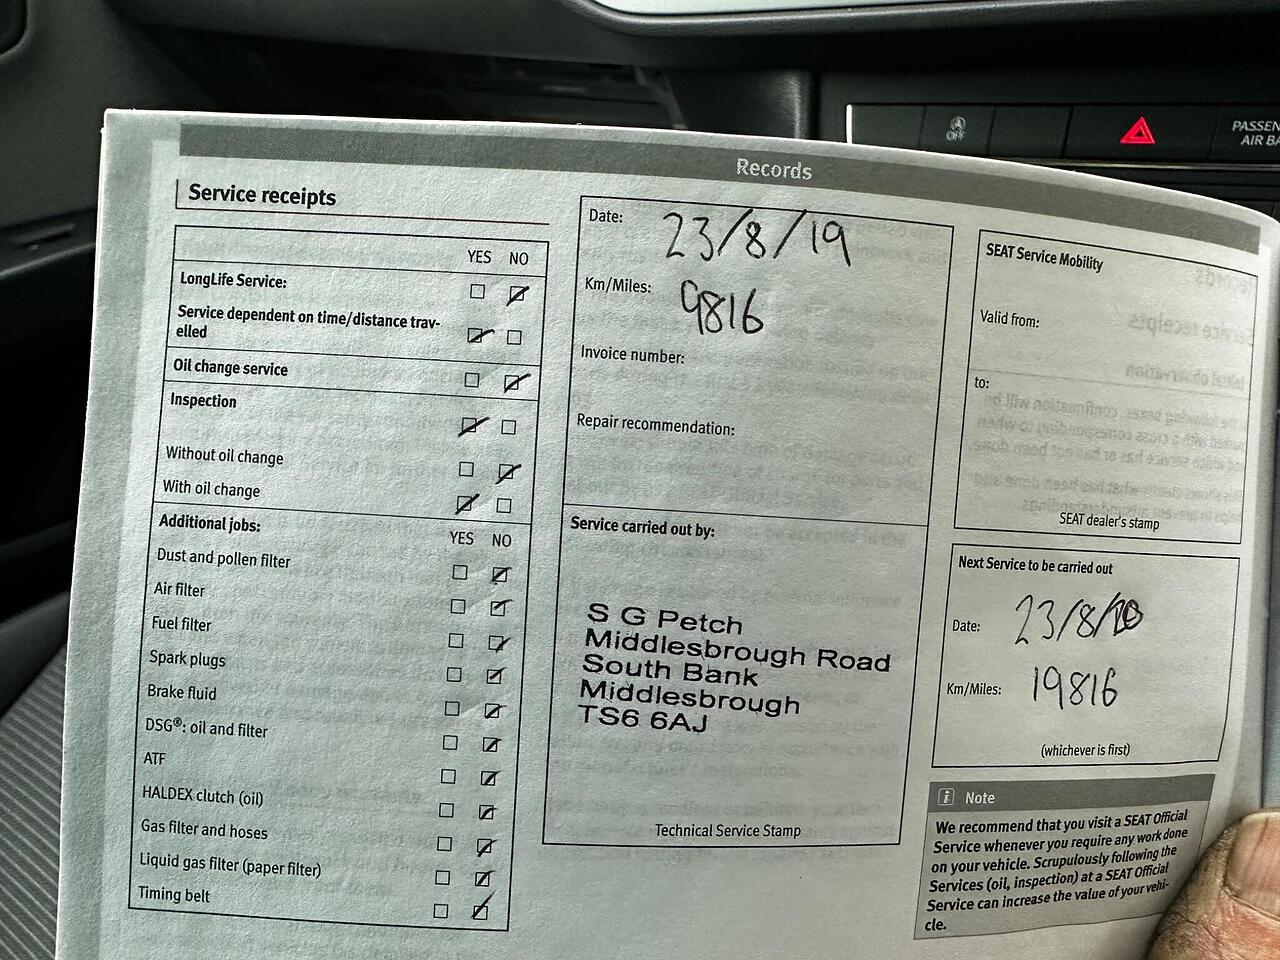 OFF
PASSEN
AIR BA
Records
Service receipts
YES NO
LongLife Service:
Service dependent on time/distance trav-
elled
Oil change service
Inspection
Without oil change
With oil change
Additional jobs:
YES NO
Dust and pollen filter
Air filter
Fuel filter
Spark plugs
Brake fluid
DSG®: oil and filter
ATF
HALDEX clutch (oil)
Gas filter and hoses
Liquid gas filter (paper filter)
Timing belt
Date: 23/8/19
Km/Miles: 9816
Invoice number:
Repair recommendation:
Service carried out by:
S G Petch
Middlesbrough Road
South Bank
Middlesbrough
TS6 6AJ
Technical Service Stamp
SEAT Service Mobility
Valid from:
to:
SEAT dealer's stamp
Next Service to be carried out
Date: 23/8/20
Km/Miles: 19816
(whichever is first)
i Note
We recommend that you visit a SEAT Official
Service whenever you require any work done
on your vehicle. Scrupulously following the
Services (oil, inspection) at a SEAT Official
Service can increase the value of your vehi-
cle.